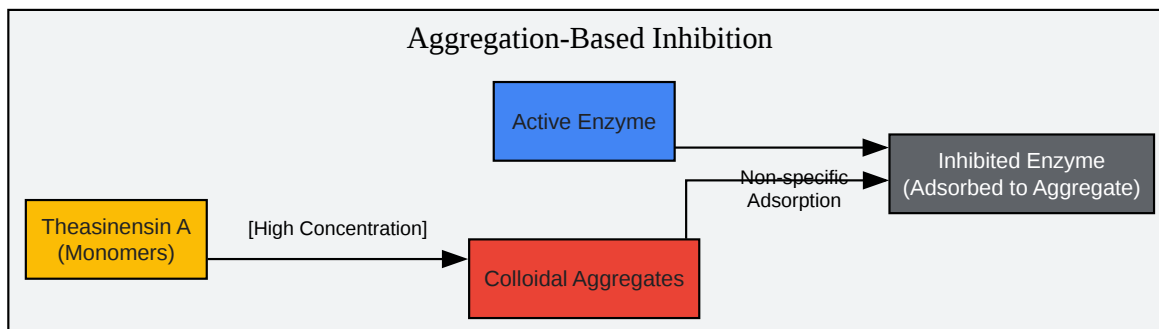 Aggregation-Based Inhibition
Active Enzyme
Inhibited Enzyme
(Adsorbed to Aggregate)
Non-specific
Adsorption
Theasinensin A
(Monomers)
[High Concentration]
Colloidal Aggregates